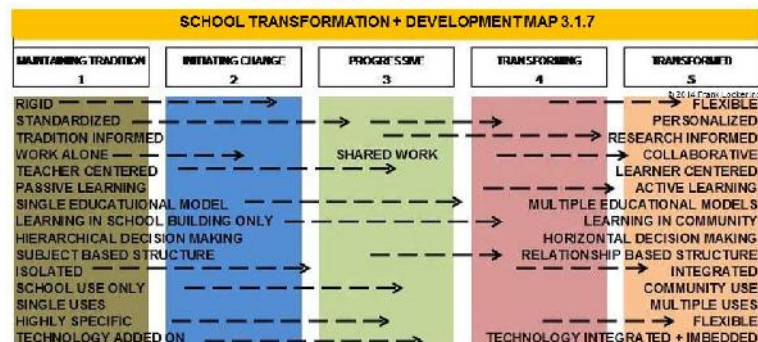 SCHOOL TRANSFORMATION + DEVELOPMENT MAP 3.1.7
MAINTAINING TRADITION INITIATING CHANGE PROGRESSIVE TRANSFORMING TRANSFORMED
1 2 3 4 5
© 2014 Frank Locker Inc
RIGID FLEXIBLE
STANDARDIZED PERSONALIZED
TRADITION INFORMED RESEARCH INFORMED
WORK ALONE SHARED WORK COLLABORATIVE
TEACHER CENTERED LEARNER CENTERED
PASSIVE LEARNING ACTIVE LEARNING
SINGLE EDUCATUIONAL MODEL MULTIPLE EDUCATIONAL MODELS
LEARNING IN SCHOOL BUILDING ONLY LEARNING IN COMMUNITY
HIERARCHICAL DECISION MAKING HORIZONTAL DECISION MAKING
SUBJECT BASED STRUCTURE RELATIONSHIP BASED STRUCTURE
ISOLATED INTEGRATED
SCHOOL USE ONLY COMMUNITY USE
SINGLE USES MULTIPLE USES
HIGHLY SPECIFIC FLEXIBLE
TECHNOLOGY ADDED ON TECHNOLOGY INTEGRATED + IMBEDDED